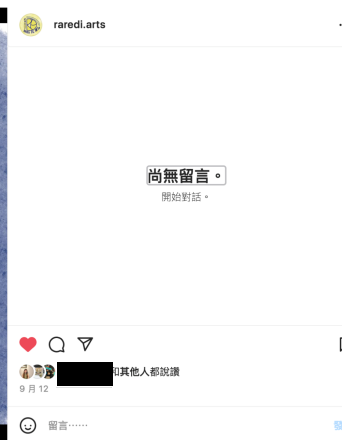 raredi.arts
尚無留言。
開始對話。
和其他人都說讚
9 月 12
留言……